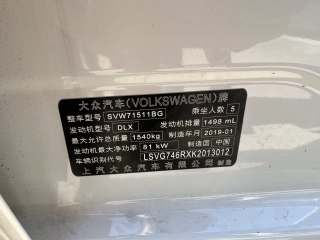 大众汽车(VOLKSWAGEN)牌
整车型号 SVW71511BG 乘坐人数 5
发动机型号 DLX 发动机排量 1498 mL
最大允许总质量 1540kg 制造年月 2019-01
发动机最大净功率 81 kW 制造国 中国
车辆识别代号 LSVG746RXK2013012
上汽大众汽车有限公司 制造